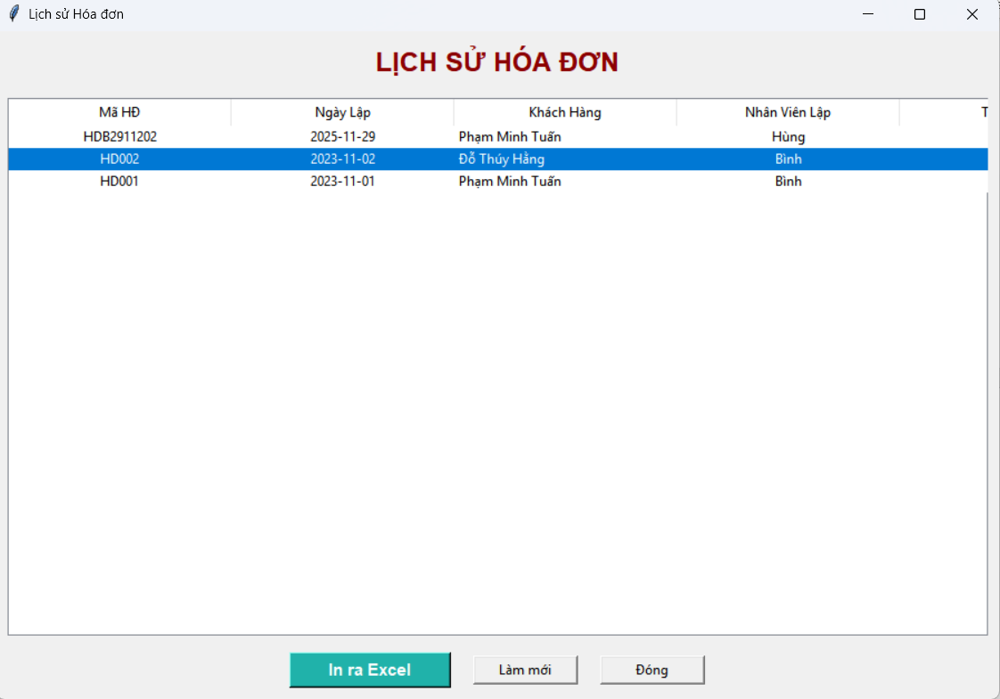 Lịch sử Hóa đơn
LỊCH SỬ HÓA ĐƠN
Mã HĐ Ngày Lập Khách Hàng Nhân Viên Lập T
HDB2911202 2025-11-29 Phạm Minh Tuấn Hùng
HD002 2023-11-02 Đỗ Thúy Hằng Bình
HD001 2023-11-01 Phạm Minh Tuấn Bình
In ra Excel Làm mới Đóng